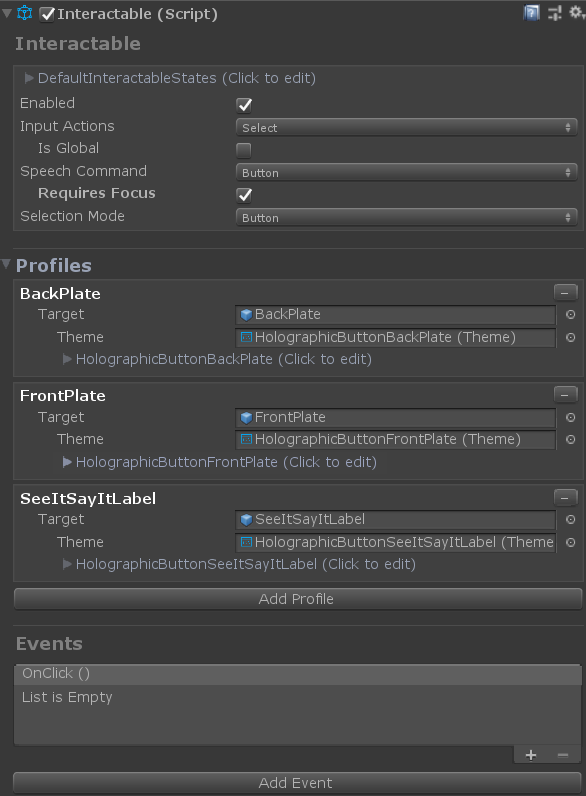 Interactable (Script)
Interactable
DefaultInteractableStates (Click to edit)
Enabled
Input Actions Select
Is Global
Speech Command Button
Requires Focus
Selection Mode Button
Profiles
BackPlate
Target BackPlate
Theme HolographicButtonBackPlate (Theme)
HolographicButtonBackPlate (Click to edit)
FrontPlate
Target FrontPlate
Theme HolographicButtonFrontPlate (Theme)
HolographicButtonFrontPlate (Click to edit)
SeeItSayItLabel
Target SeeItSayItLabel
Theme HolographicButtonSeeItSayItLabel (Theme
HolographicButtonSeeItSayItLabel (Click to edit)
Add Profile
Events
OnClick ()
List is Empty
+ −
Add Event